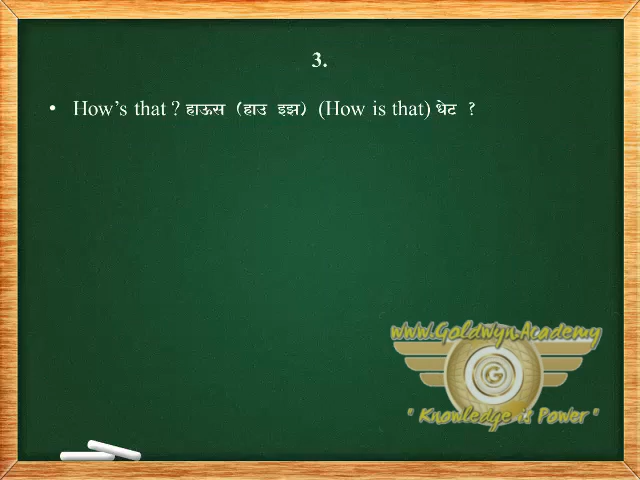 3.
• How's that ? हाऊस (हाउ इझ) (How is that) धेट ?
www.GoldwynAcademy
G
" Knowledge is Power "